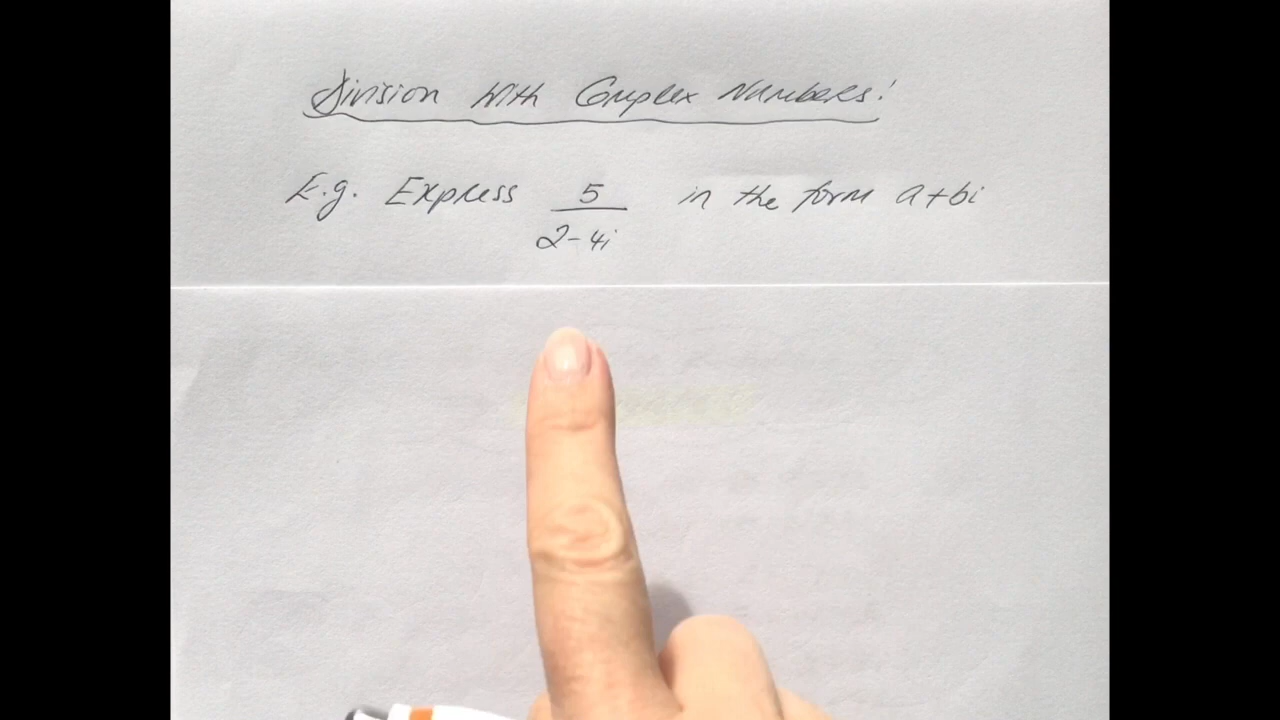 Division With Complex Numbers!
E.g. Express 5/(2-4i) in the form a+bi